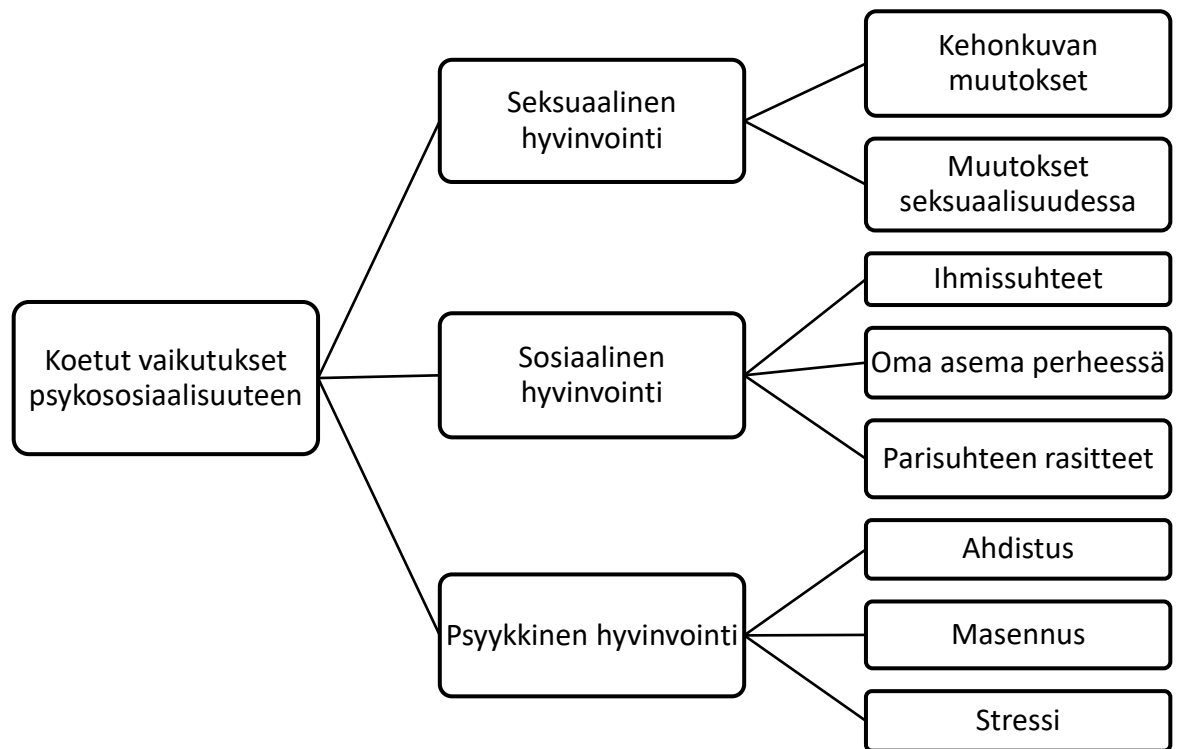 Koetut vaikutukset
psykososiaalisuuteen
Seksuaalinen
hyvinvointi
Kehonkuvan
muutokset
Muutokset
seksuaalisuudessa
Sosiaalinen
hyvinvointi
Ihmissuhteet
Oma asema perheessä
Parisuhteen rasitteet
Psyykkinen hyvinvointi
Ahdistus
Masennus
Stressi